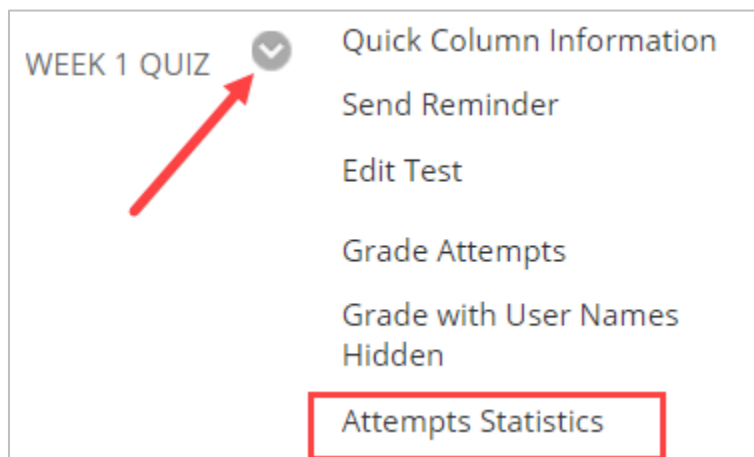 WEEK 1 QUIZ
Quick Column Information
Send Reminder
Edit Test
Grade Attempts
Grade with User Names
Hidden
Attempts Statistics